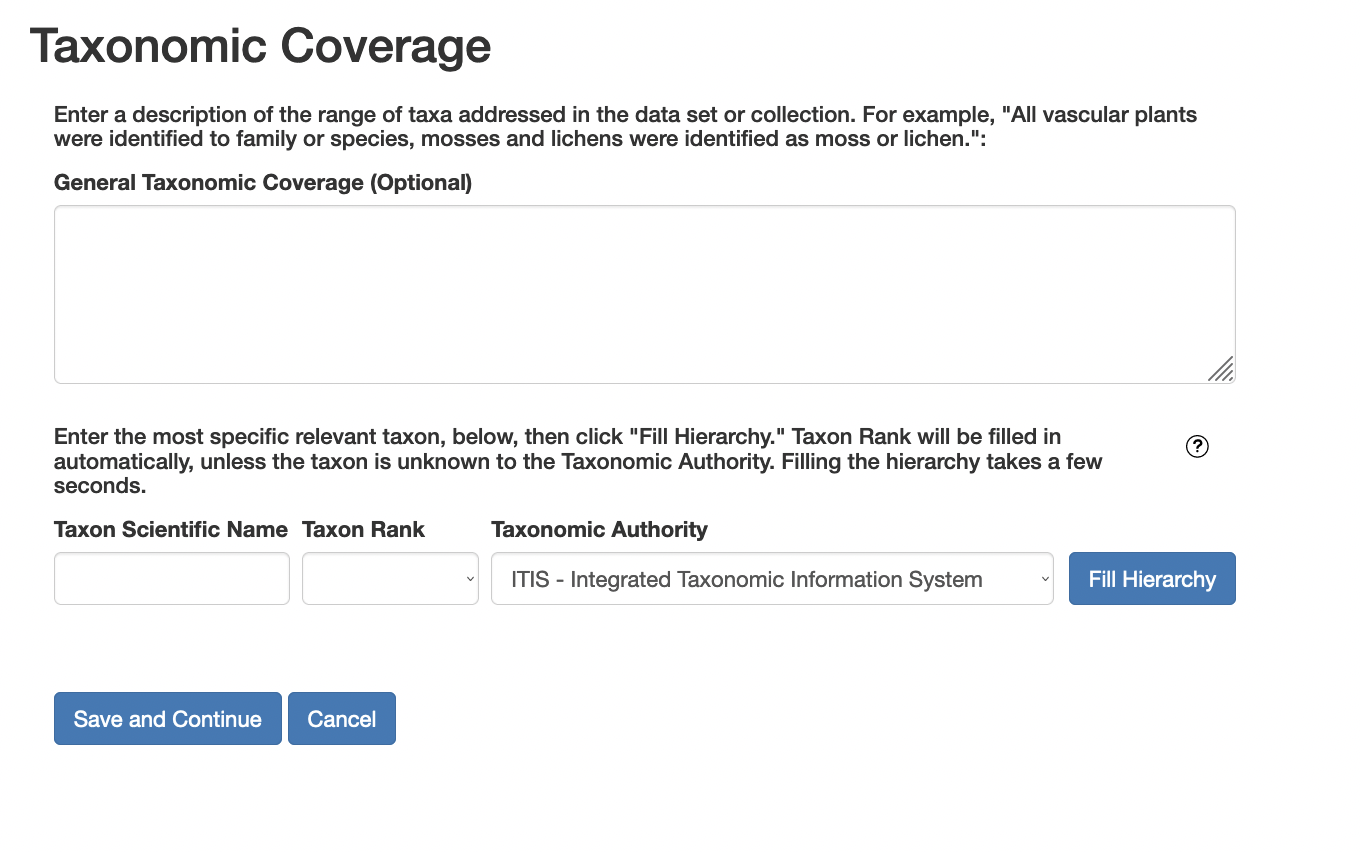 Taxonomic Coverage
Enter a description of the range of taxa addressed in the data set or collection. For example, "All vascular plants
were identified to family or species, mosses and lichens were identified as moss or lichen.":
General Taxonomic Coverage (Optional)
Enter the most specific relevant taxon, below, then click "Fill Hierarchy." Taxon Rank will be filled in
automatically, unless the taxon is unknown to the Taxonomic Authority. Filling the hierarchy takes a few
seconds.
?
Taxon Scientific Name Taxon Rank Taxonomic Authority
ITIS - Integrated Taxonomic Information System Fill Hierarchy
Save and Continue Cancel